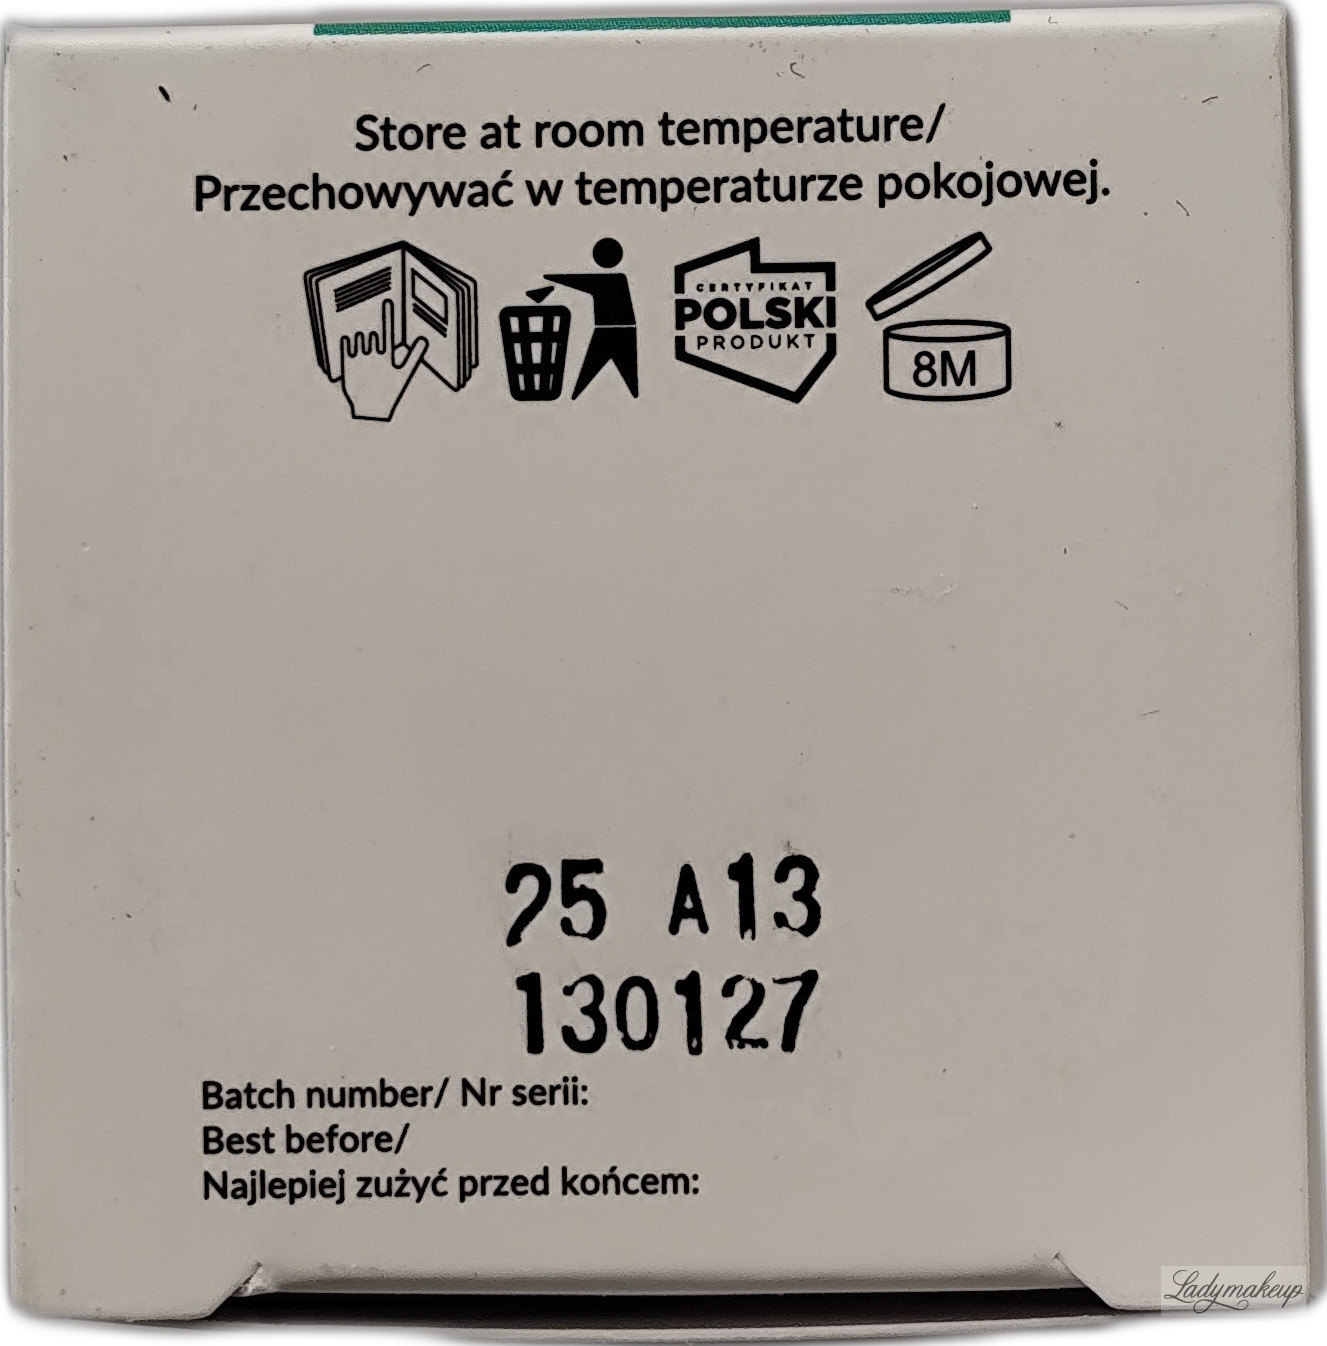 Store at room temperature/
Przechowywać w temperaturze pokojowej.
CERTYFIKAT
POLSKI
PRODUKT
8M
25 A13
130127
Batch number/ Nr serii:
Best before/
Najlepiej zużyć przed końcem:
Ladymakeup